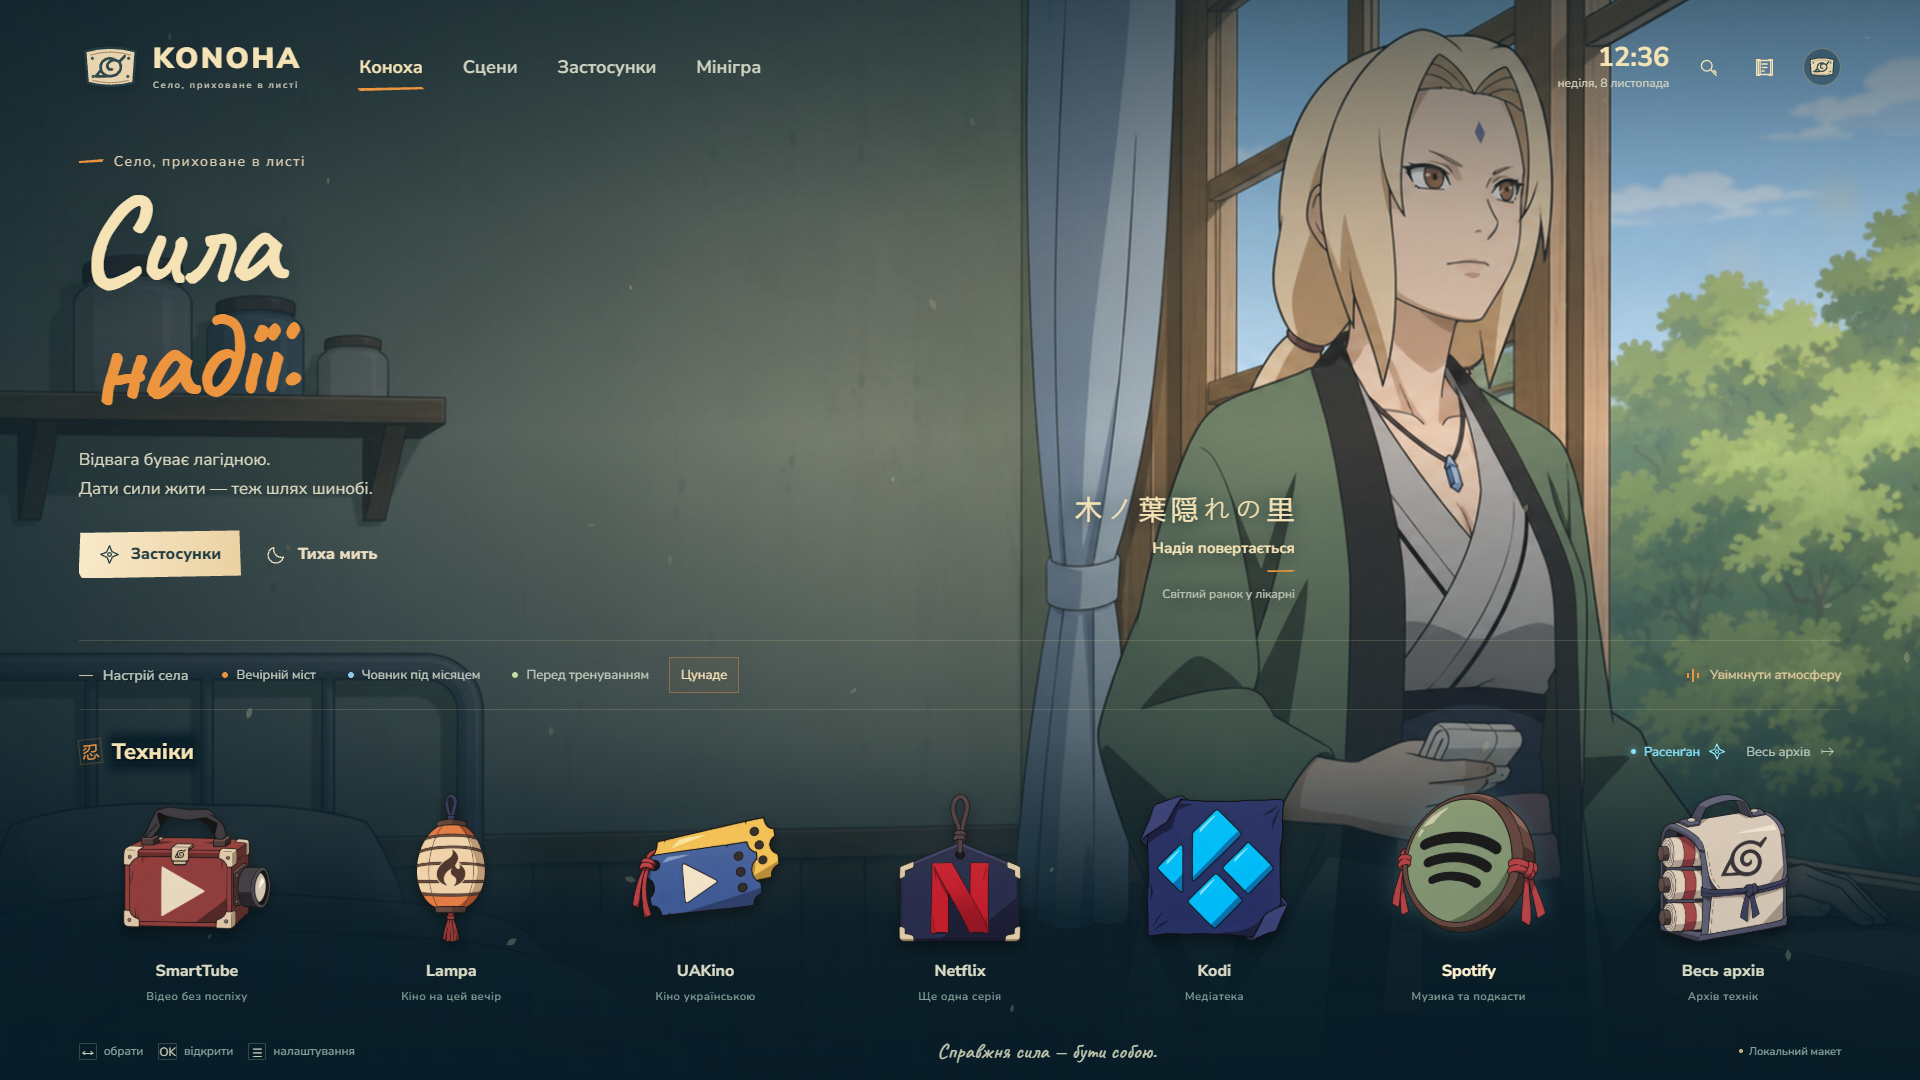 KONOHA
Село, приховане в листі
Коноха
Сцени
Застосунки
Мінігра
12:36
неділя, 8 листопада
Село, приховане в листі
Сила
надії.
Відвага буває лагідною.
Дати сили жити — теж шлях шинобі.
Застосунки
Тиха мить
木ノ葉隠れの里
Надія повертається
Світлий ранок у лікарні
Настрій села
Вечірній міст
Човник під місяцем
Перед тренуванням
Цунаде
Увімкнути атмосферу
忍 Техніки
Расенґан
Весь архів
SmartTube
Відео без поспіху
Lampa
Кіно на цей вечір
UAKino
Кіно українською
N
Netflix
Ще одна серія
Kodi
Медіатека
Spotify
Музика та подкасти
Весь архів
Архів технік
обрати
OK відкрити
налаштування
Справжня сила — бути собою.
Локальний макет